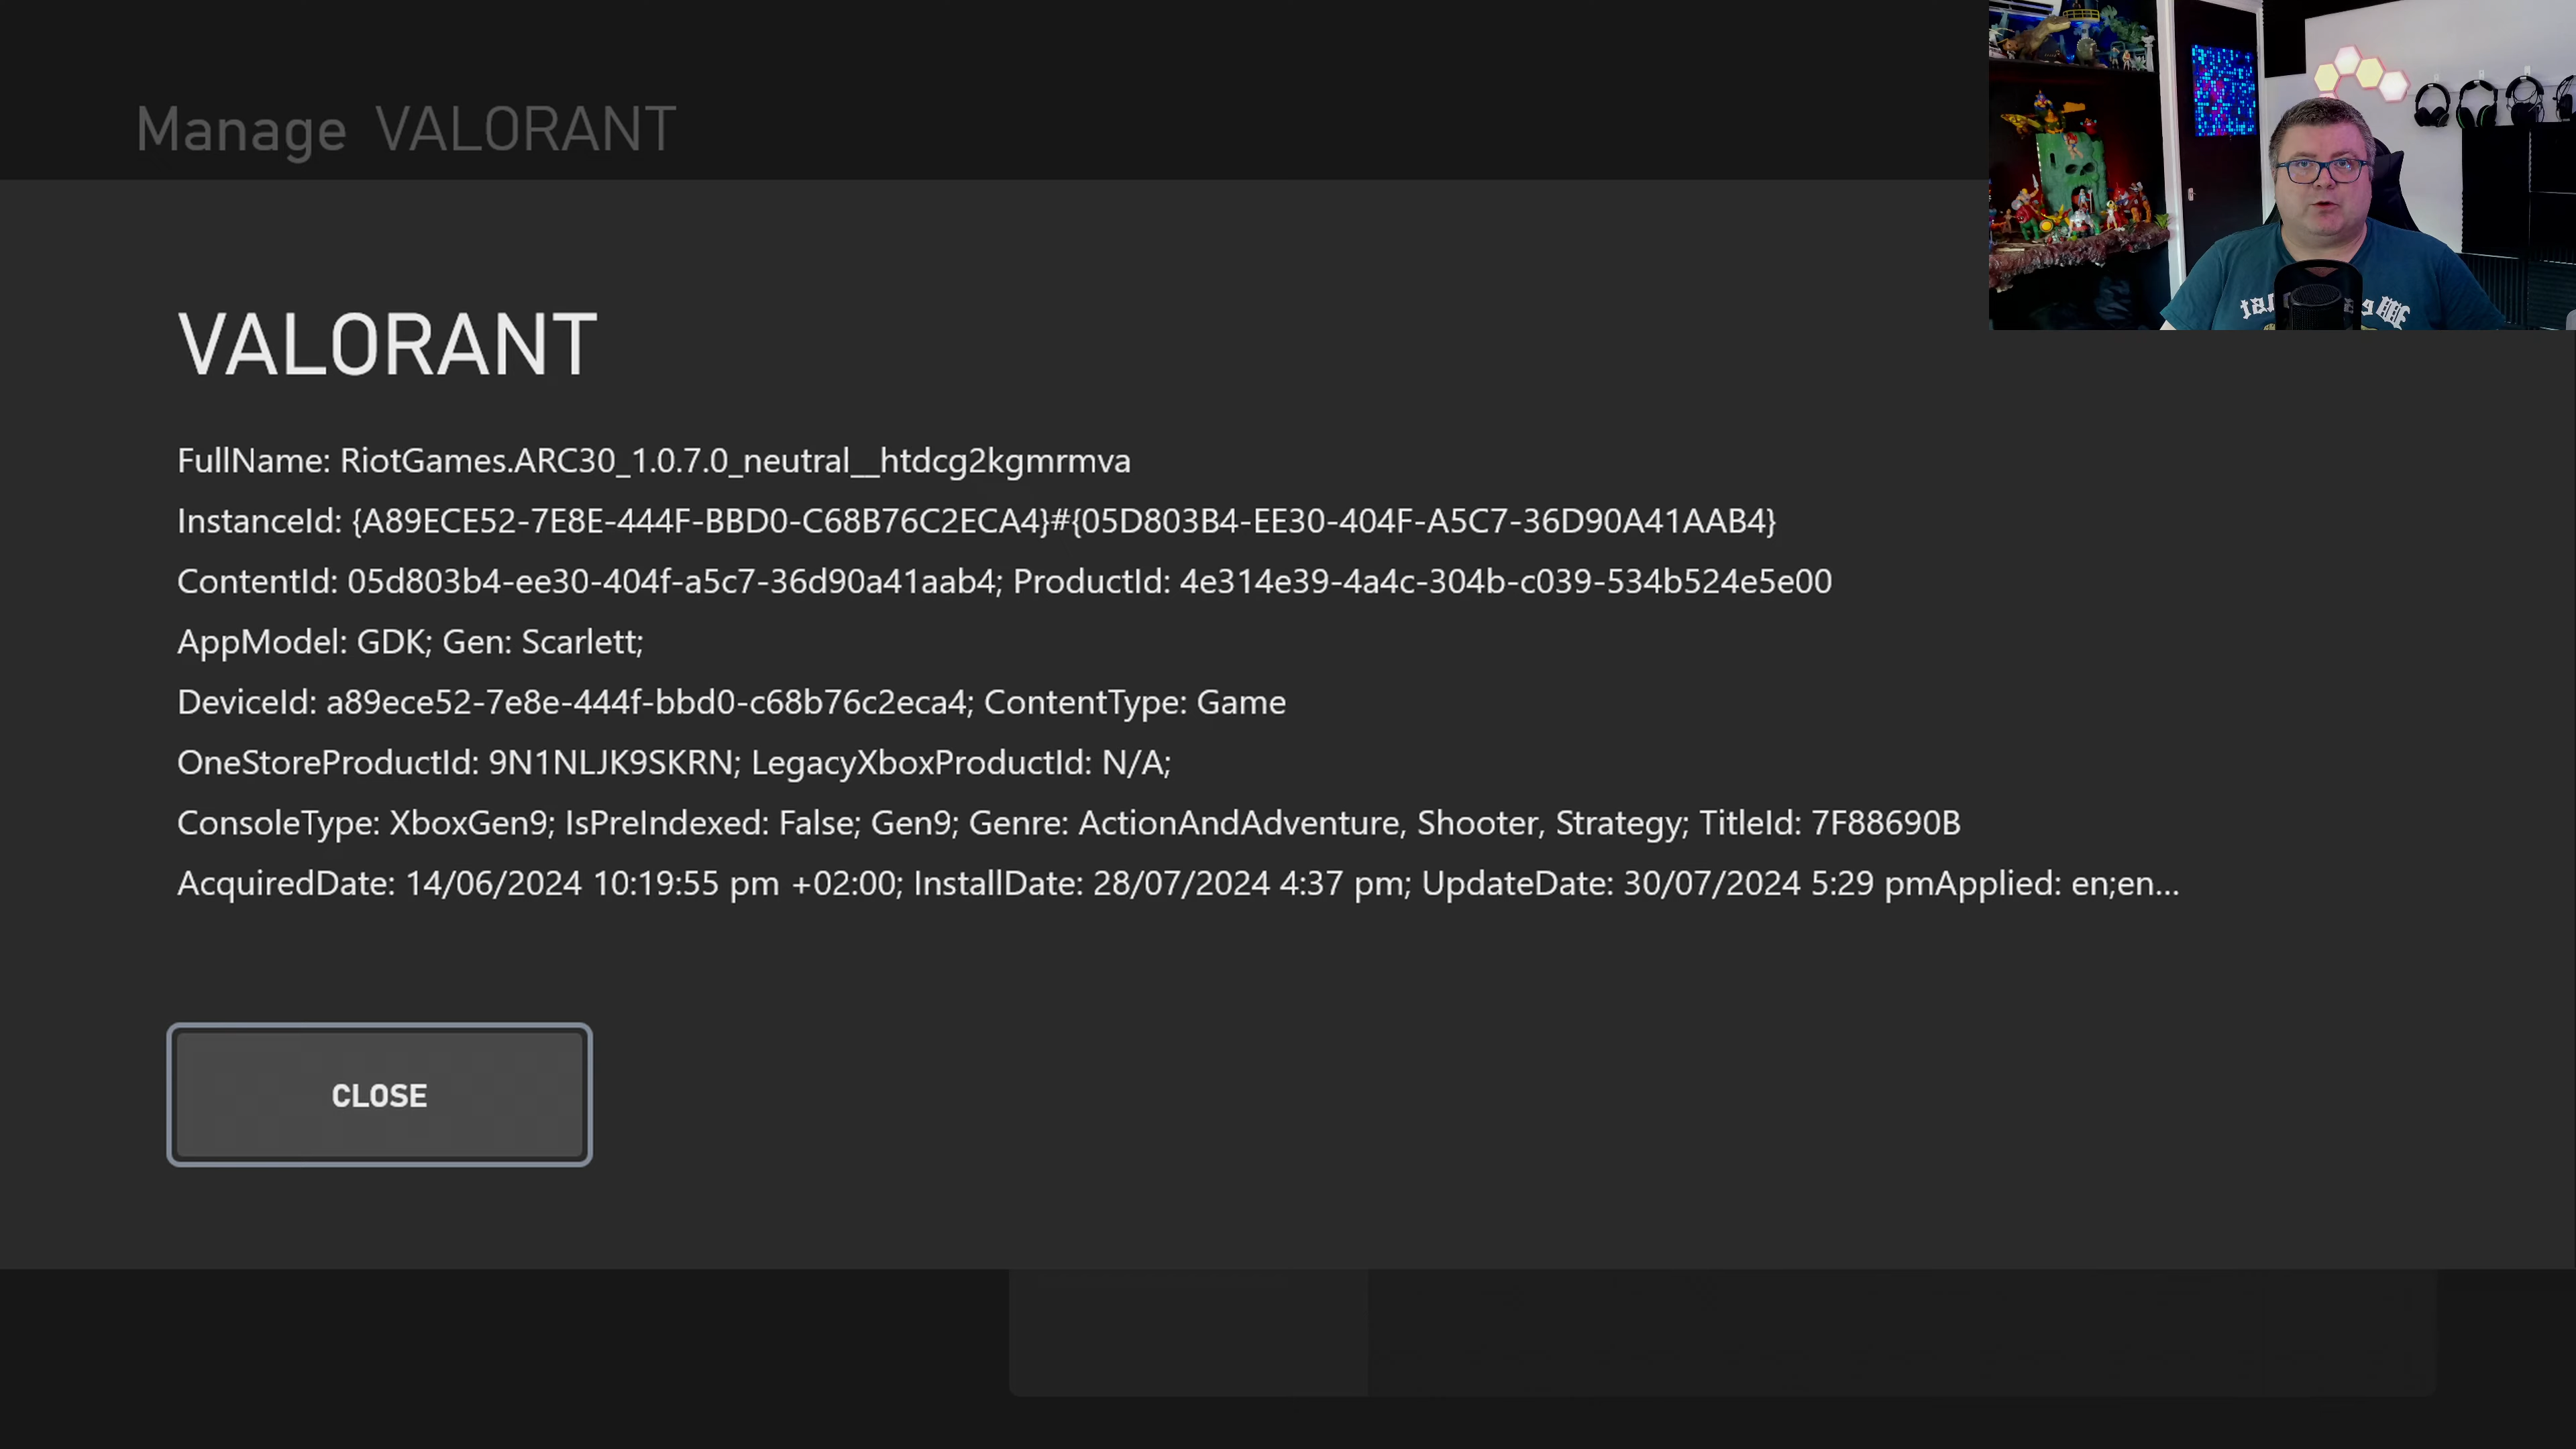 Manage VALORANT
VALORANT
FullName: RiotGames.ARC30_1.0.7.0_neutral__htdcg2kgmrmva
InstanceId: {A89ECE52-7E8E-444F-BBD0-C68B76C2ECA4}#{05D803B4-EE30-404F-A5C7-36D90A41AAB4}
ContentId: 05d803b4-ee30-404f-a5c7-36d90a41aab4; ProductId: 4e314e39-4a4c-304b-c039-534b524e5e00
AppModel: GDK; Gen: Scarlett;
DeviceId: a89ece52-7e8e-444f-bbd0-c68b76c2eca4; ContentType: Game
OneStoreProductId: 9N1NLJK9SKRN; LegacyXboxProductId: N/A;
ConsoleType: XboxGen9; IsPreIndexed: False; Gen9; Genre: ActionAndAdventure, Shooter, Strategy; TitleId: 7F88690B
AcquiredDate: 14/06/2024 10:19:55 pm +02:00; InstallDate: 28/07/2024 4:37 pm; UpdateDate: 30/07/2024 5:29 pmApplied: en;en...
CLOSE